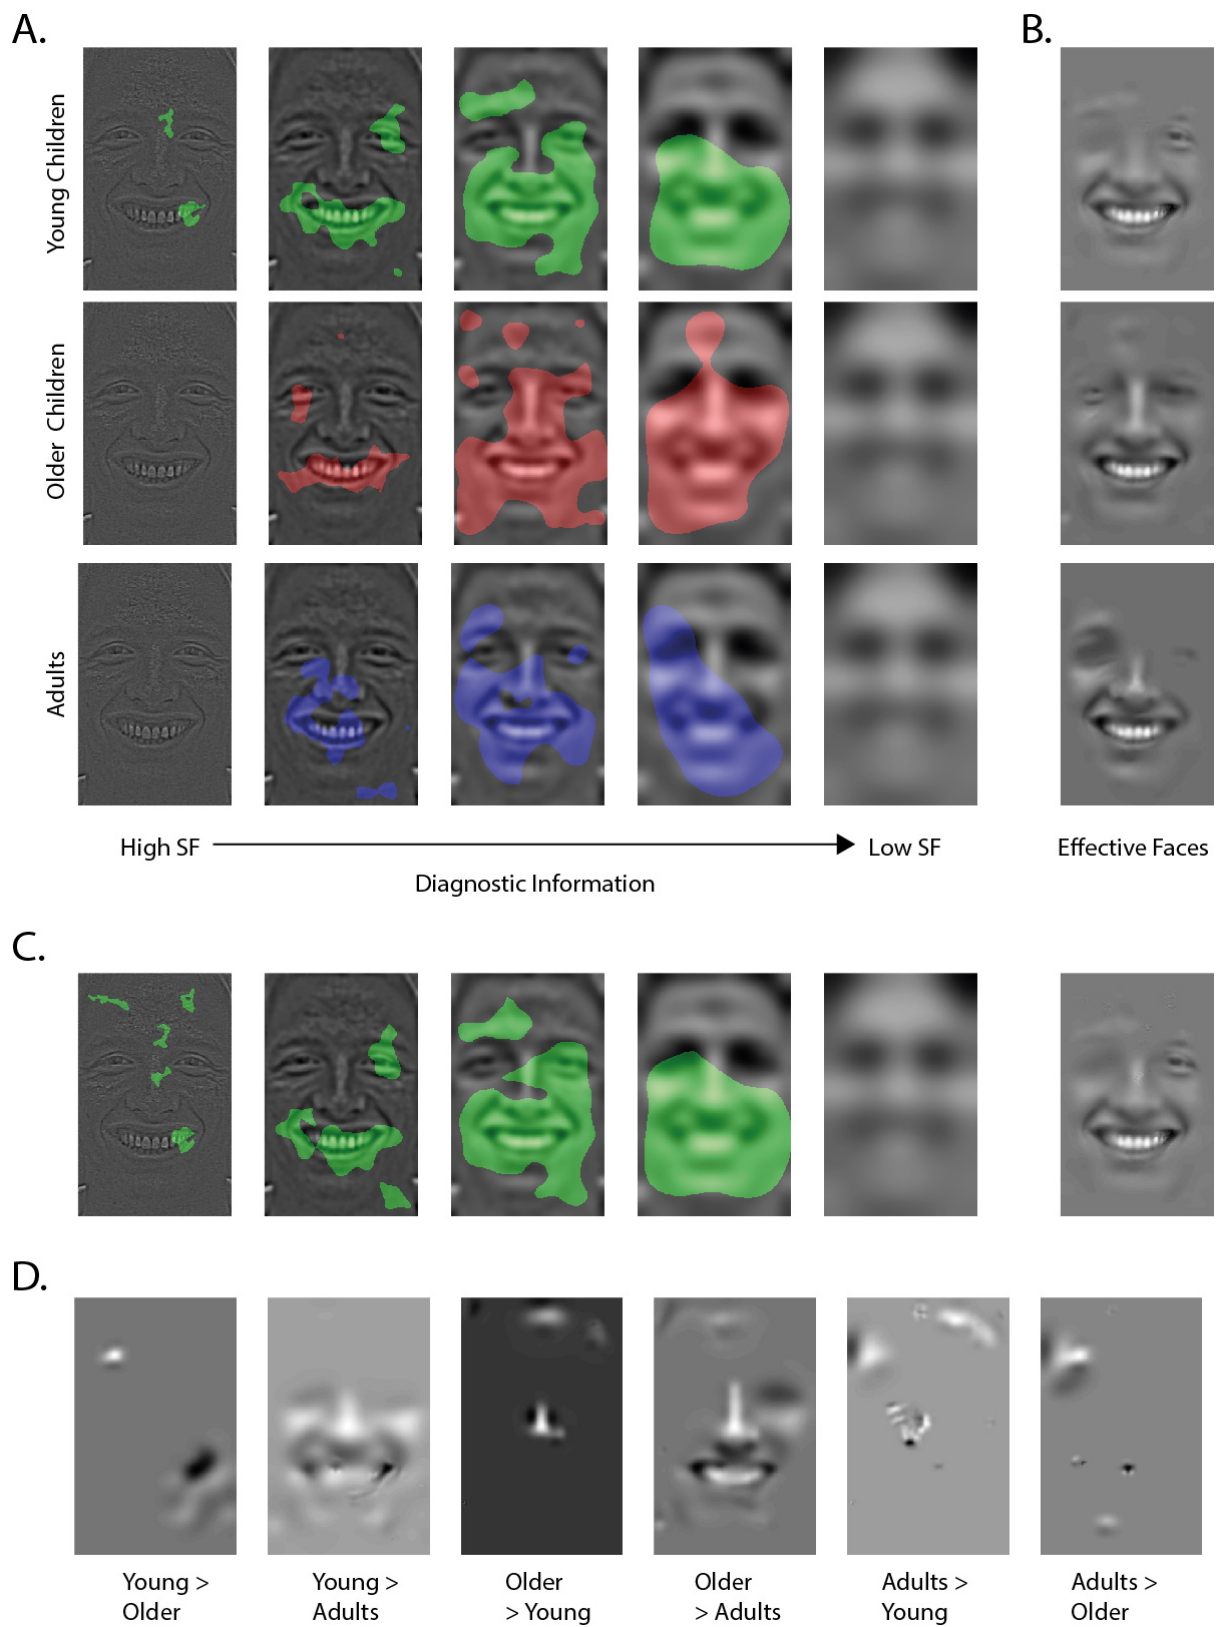 A.
B.
Young Children
Older Children
Adults
High SF
Low SF
Effective Faces
Diagnostic Information
C.
D.
Young >
Older
Young >
Adults
Older
> Young
Older
> Adults
Adults >
Young
Adults >
Older